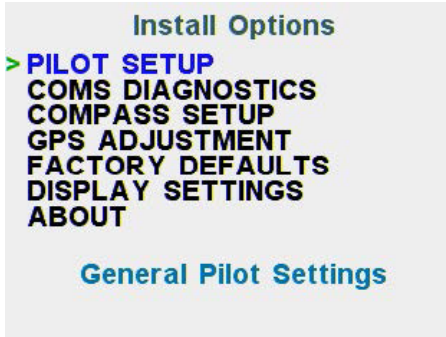 Install Options
> PILOT SETUP
COMS DIAGNOSTICS
COMPASS SETUP
GPS ADJUSTMENT
FACTORY DEFAULTS
DISPLAY SETTINGS
ABOUT
General Pilot Settings